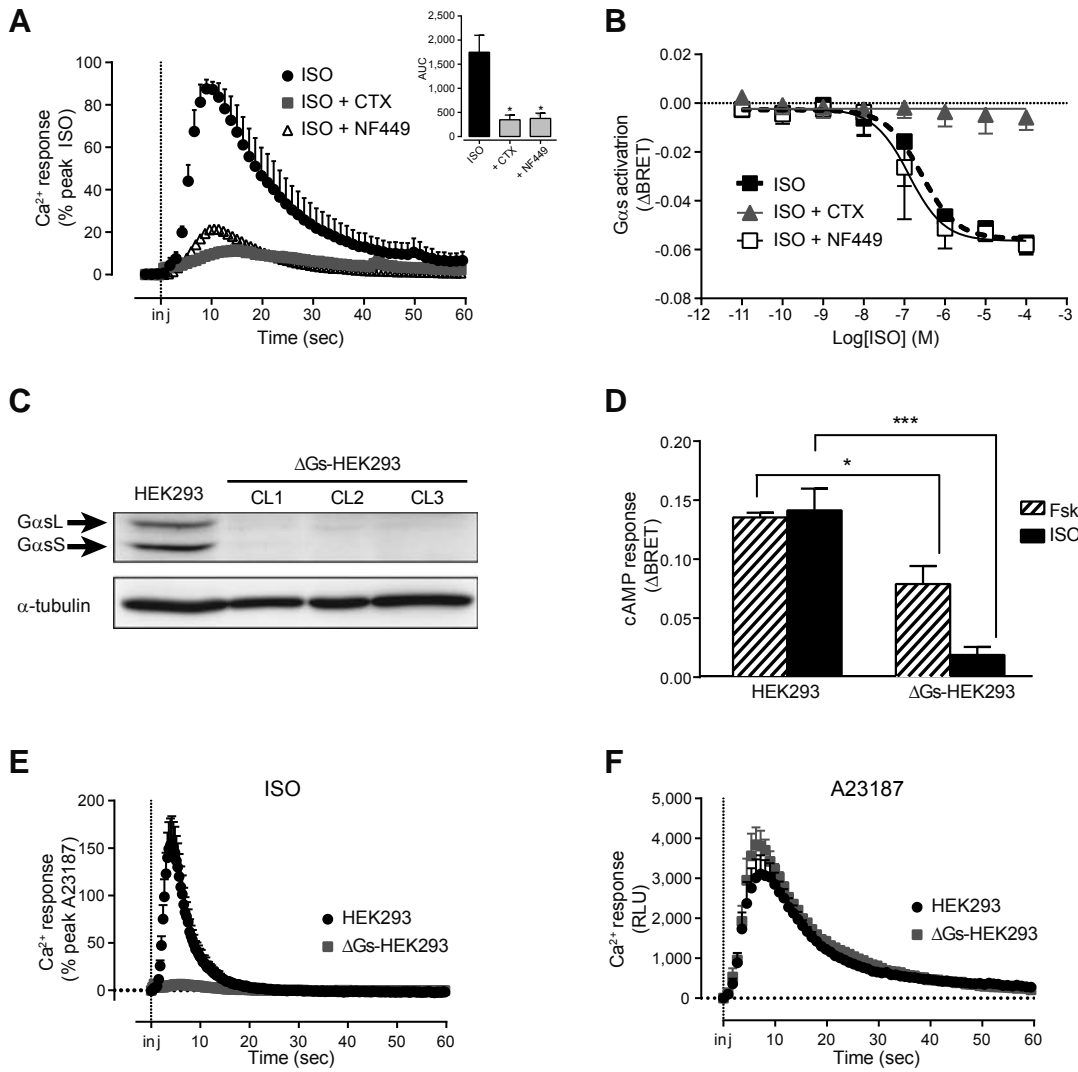 A
Ca²⁺ response
(% peak ISO)
100
80
60
40
20
0
inj
10
20
30
40
50
60
Time (sec)
ISO
ISO + CTX
ISO + NF449
AUC
2,500
2,000
1,500
1,000
500
0
*
*
ISO
+ CTX
+ NF449
B
Gαs activatrion
(ΔBRET)
0.02
0.00
-0.02
-0.04
-0.06
-0.08
ISO
ISO + CTX
ISO + NF449
-12
-11
-10
-9
-8
-7
-6
-5
-4
-3
Log[ISO] (M)
C
ΔGs-HEK293
HEK293
CL1
CL2
CL3
GαsL
GαsS
α-tubulin
D
cAMP response
(ΔBRET)
0.20
0.15
0.10
0.05
0.00
***
*
Fsk
ISO
HEK293
ΔGs-HEK293
E
ISO
Ca²⁺ response
(% peak A23187)
200
150
100
50
0
HEK293
ΔGs-HEK293
inj
10
20
30
40
50
60
Time (sec)
F
A23187
Ca²⁺ response
(RLU)
5,000
4,000
3,000
2,000
1,000
0
HEK293
ΔGs-HEK293
inj
10
20
30
40
50
60
Time (sec)